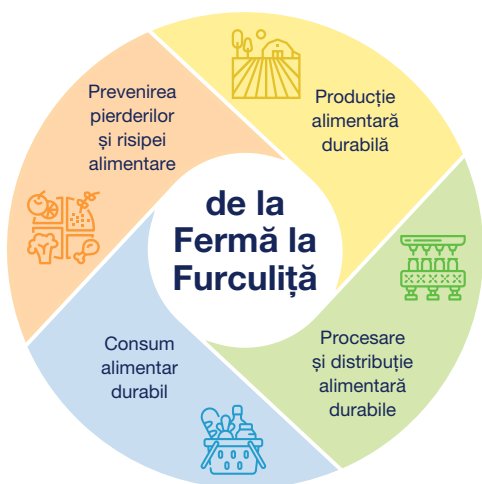 de la
Fermă la
Furculiță
Producție
alimentară
durabilă
Procesare
și distribuție
alimentară
durabile
Consum
alimentar
durabil
Prevenirea
pierderilor
și risipei
alimentare